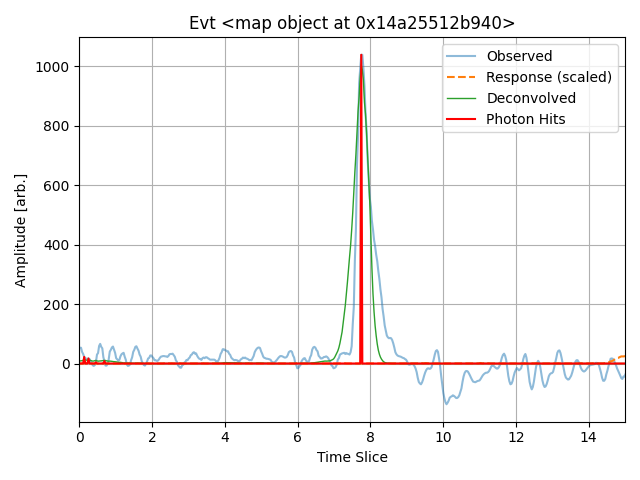 Evt <map object at 0x14a25512b940>
Observed
Response (scaled)
Deconvolved
Photon Hits
Amplitude [arb.]
1000
800
600
400
200
0
0 2 4 6 8 10 12 14
Time Slice